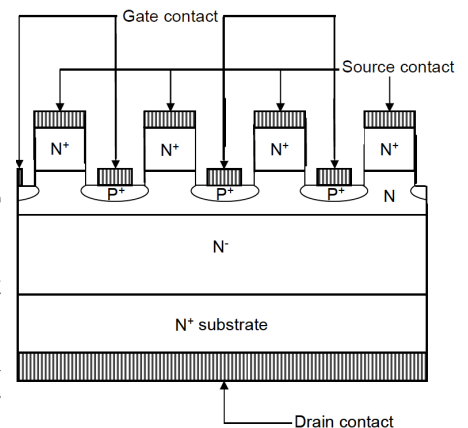 Gate contact
Source contact
N⁺ N⁺ N⁺ N⁺
P⁺ P⁺ P⁺ N
N⁻
N⁺ substrate
Drain contact